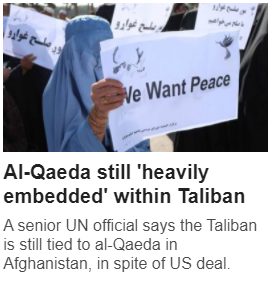 We Want Peace
Al-Qaeda still 'heavily
embedded' within Taliban
A senior UN official says the Taliban
is still tied to al-Qaeda in
Afghanistan, in spite of US deal.